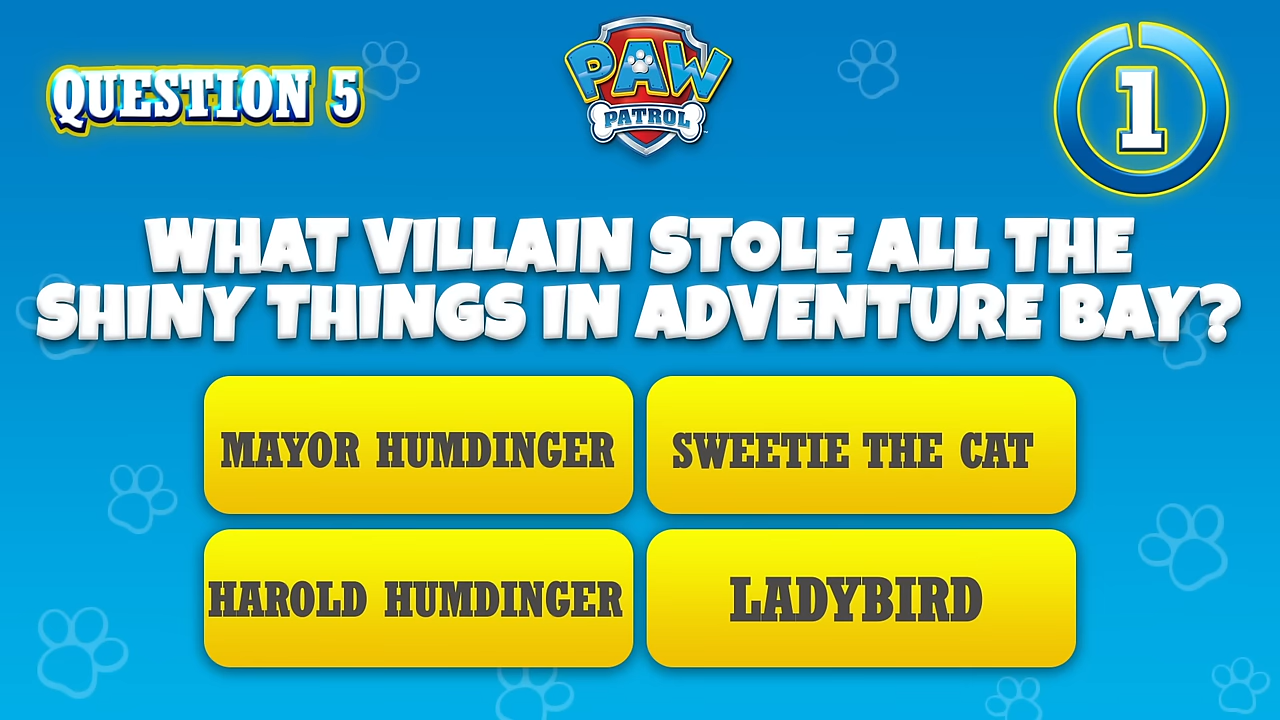 QUESTION 5
PAW
PATROL
1
WHAT VILLAIN STOLE ALL THE
SHINY THINGS IN ADVENTURE BAY?
MAYOR HUMDINGER
SWEETIE THE CAT
HAROLD HUMDINGER
LADYBIRD